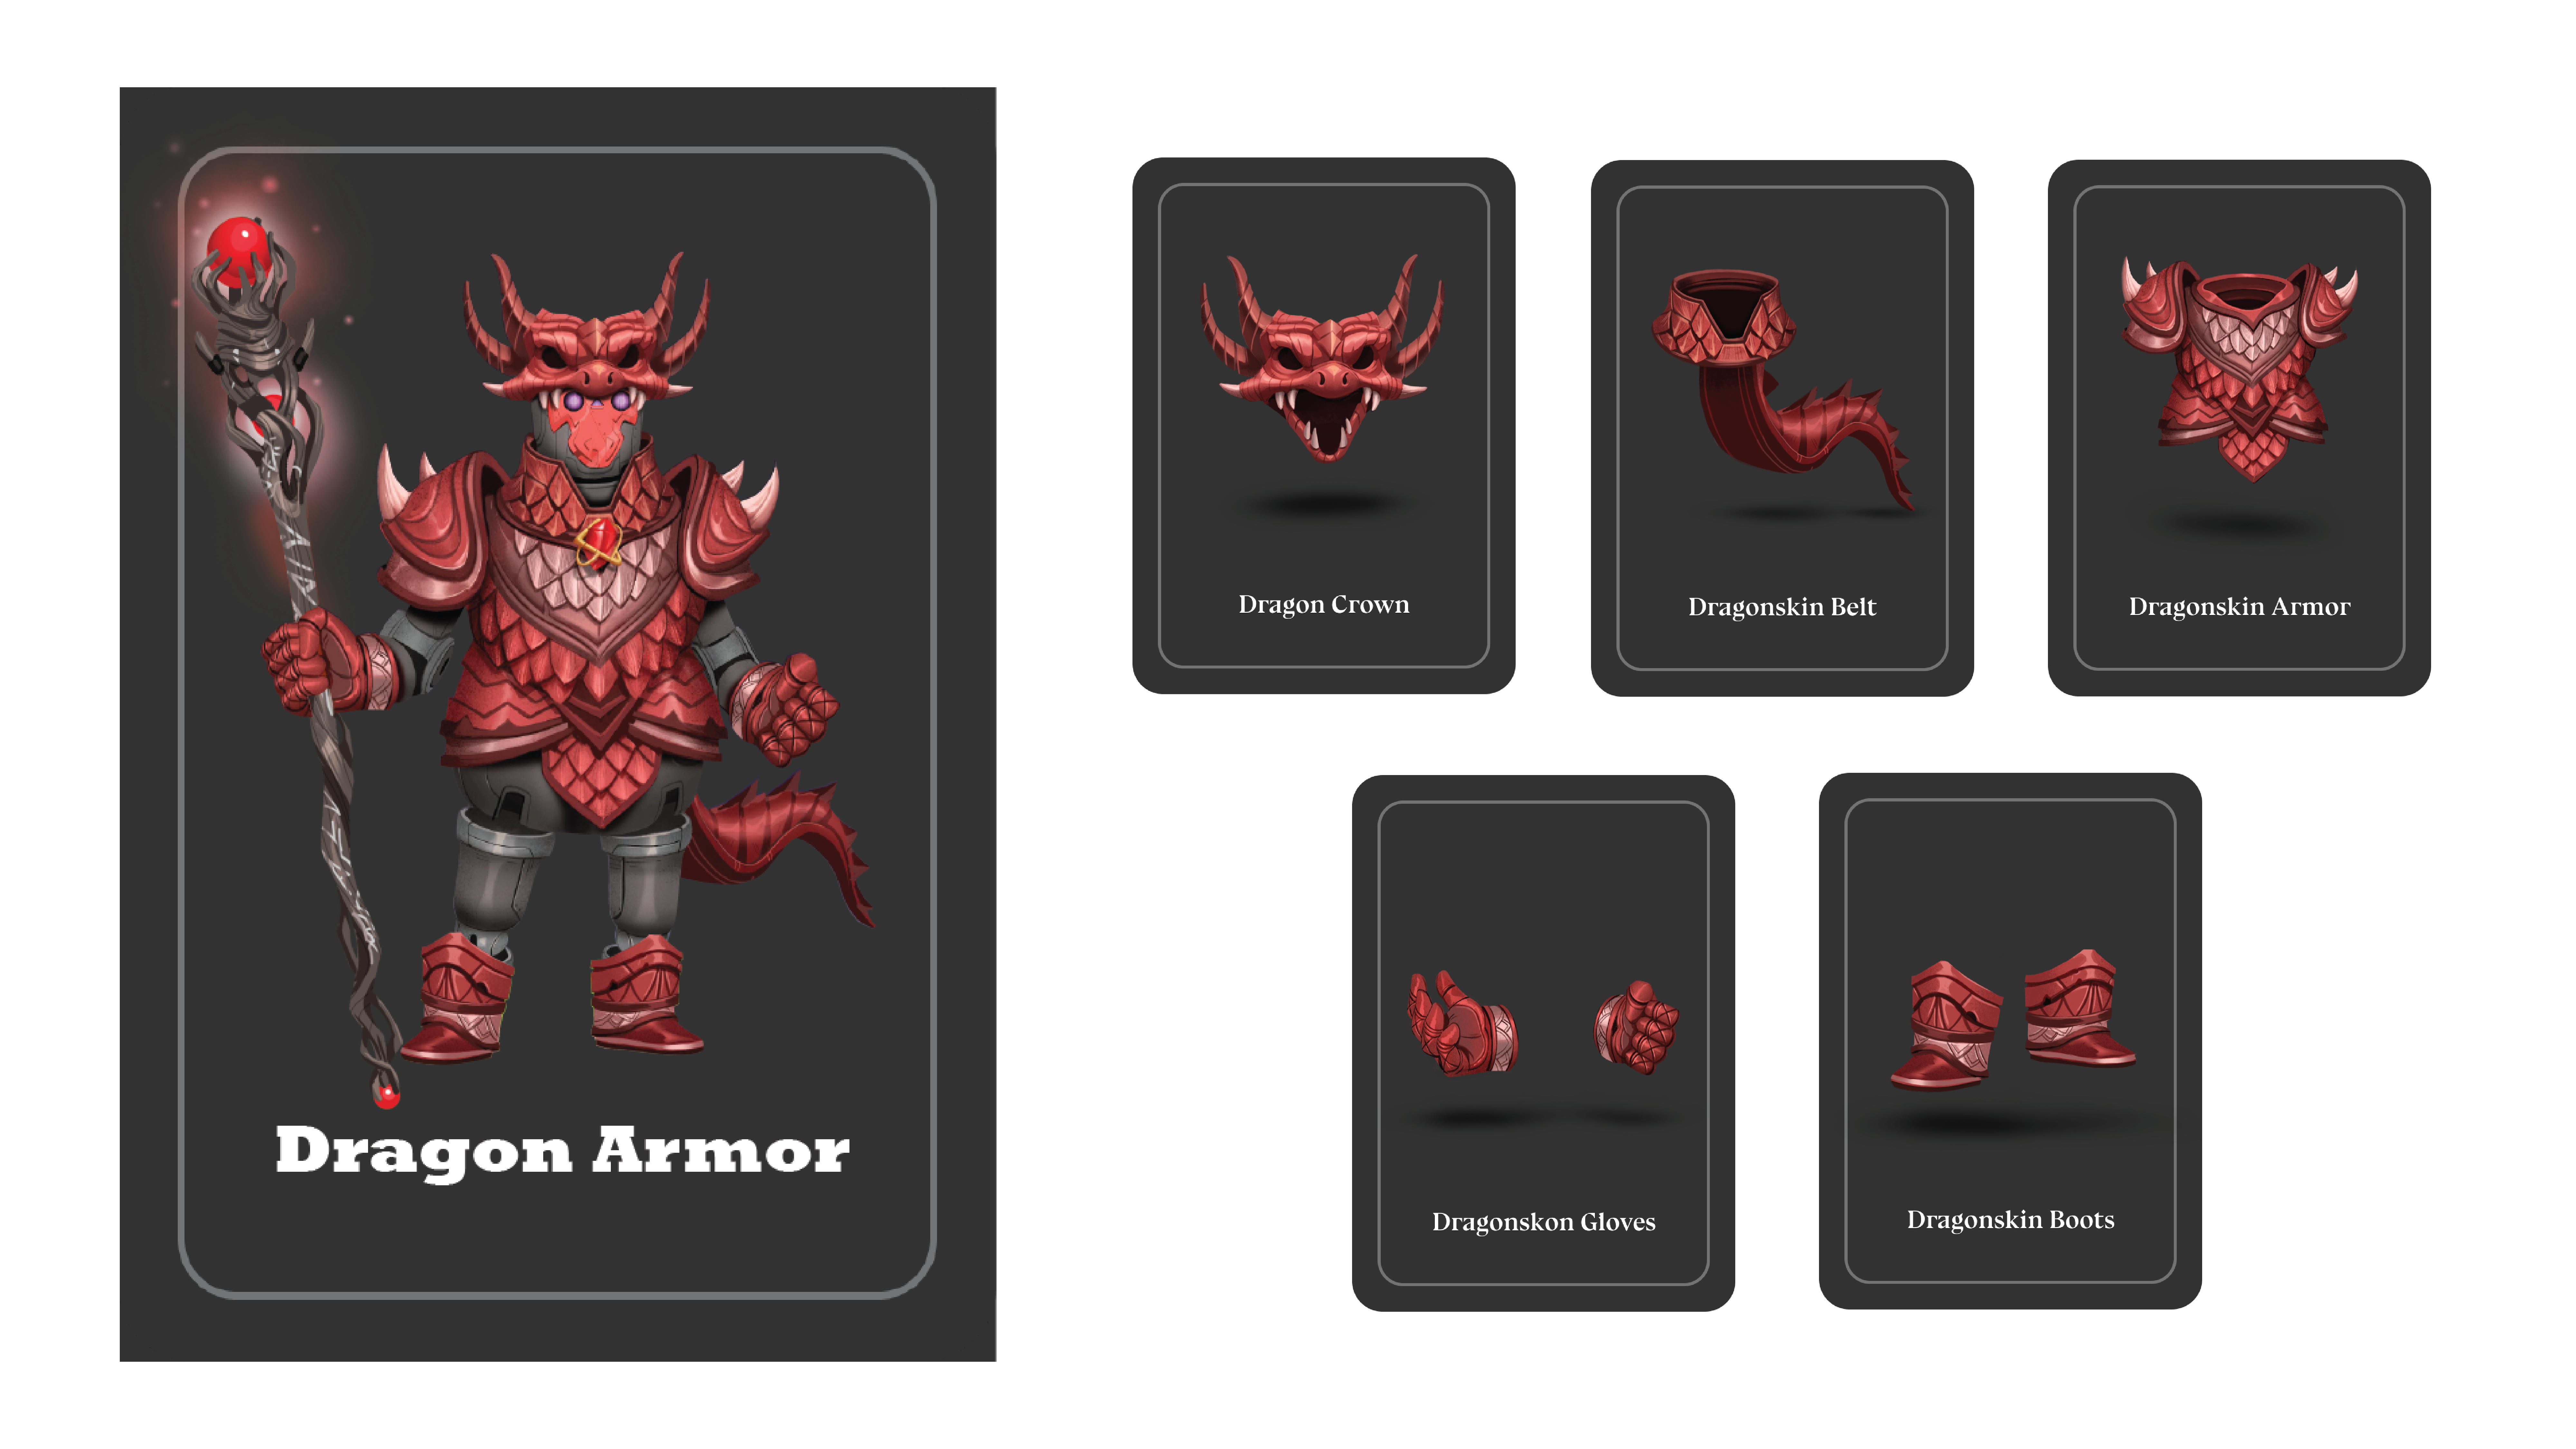 Dragon Armor
Dragon Crown
Dragonskin Belt
Dragonskin Armor
Dragonskon Gloves
Dragonskin Boots